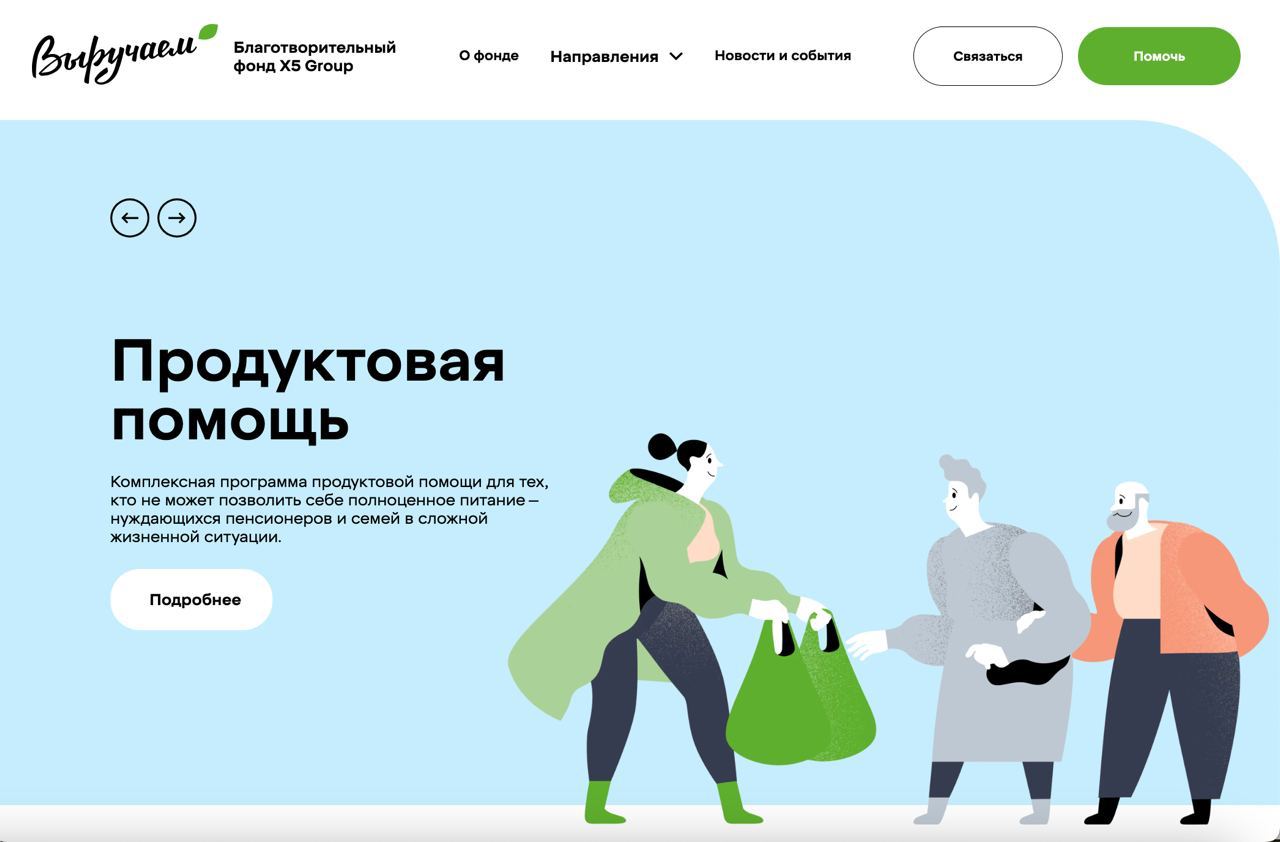 Выручаем
Благотворительный
фонд X5 Group
О фонде
Направления
Новости и события
Связаться
Помочь
Продуктовая
помощь
Комплексная программа продуктовой помощи для тех,
кто не может позволить себе полноценное питание –
нуждающихся пенсионеров и семей в сложной
жизненной ситуации.
Подробнее